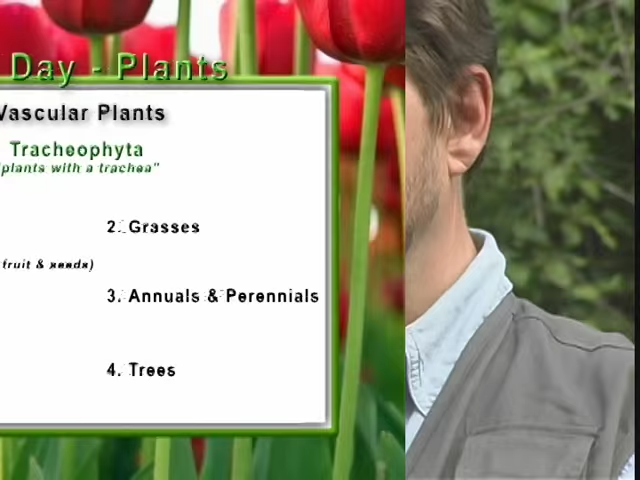 Day - Plants
Vascular Plants
Tracheophyta
"plants with a trachea"
2. Grasses
fruit & seeds)
3. Annuals & Perennials
4. Trees